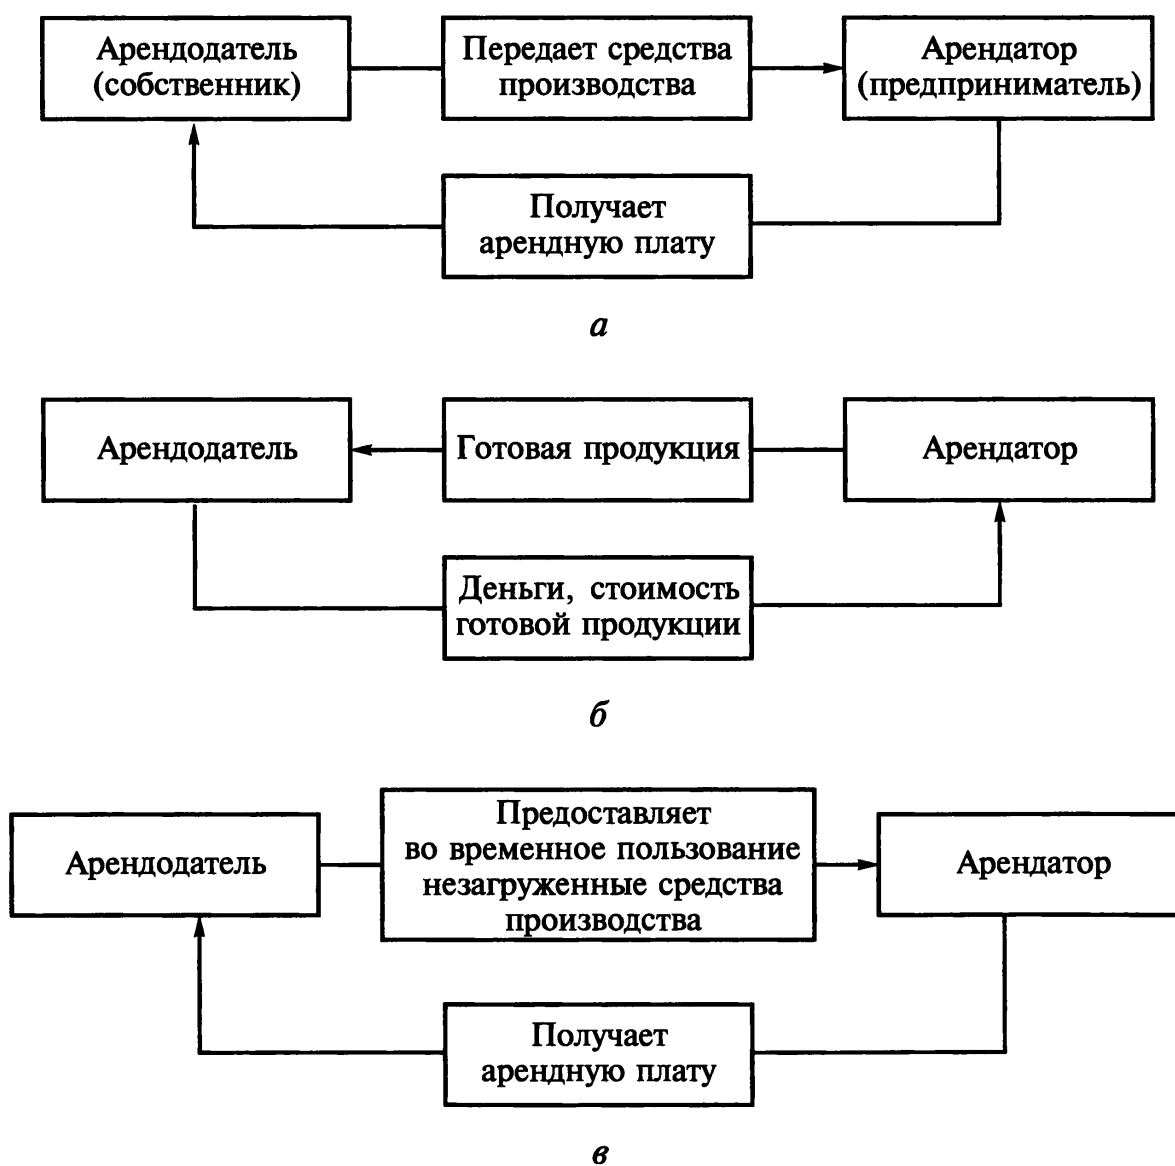 Арендодатель
(собственник)
Передает средства
производства
Арендатор
(предприниматель)
Получает
арендную плату
а
Арендодатель
Готовая продукция
Арендатор
Деньги, стоимость
готовой продукции
б
Арендодатель
Предоставляет
во временное пользование
незагруженные средства
производства
Арендатор
Получает
арендную плату
в